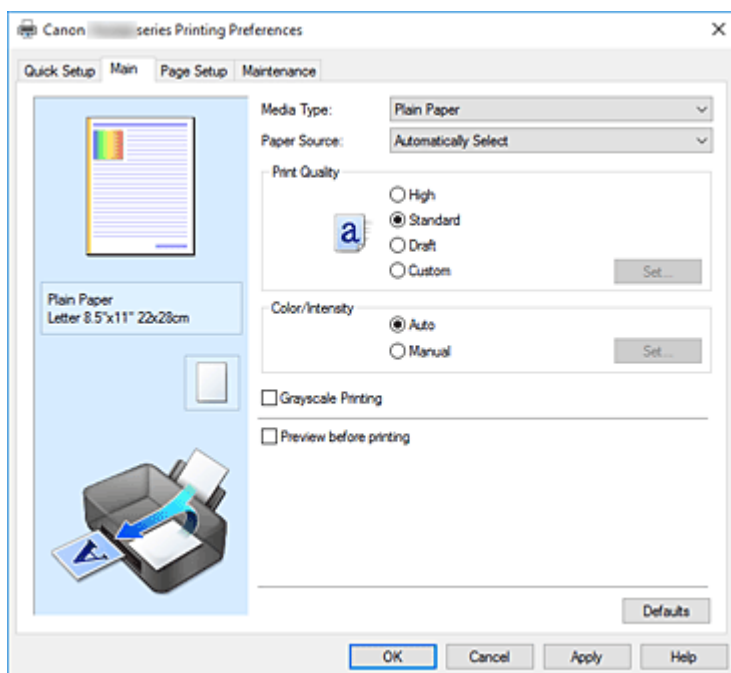 Canon series Printing Preferences
Quick Setup Main Page Setup Maintenance
Media Type: Plain Paper
Paper Source: Automatically Select
Print Quality
High
a
Standard
Draft
Custom Set...
Plain Paper
Letter 8.5"x11" 22x28cm
Color/Intensity
Auto
Manual Set...
Grayscale Printing
Preview before printing
A
Defaults
OK Cancel Apply Help